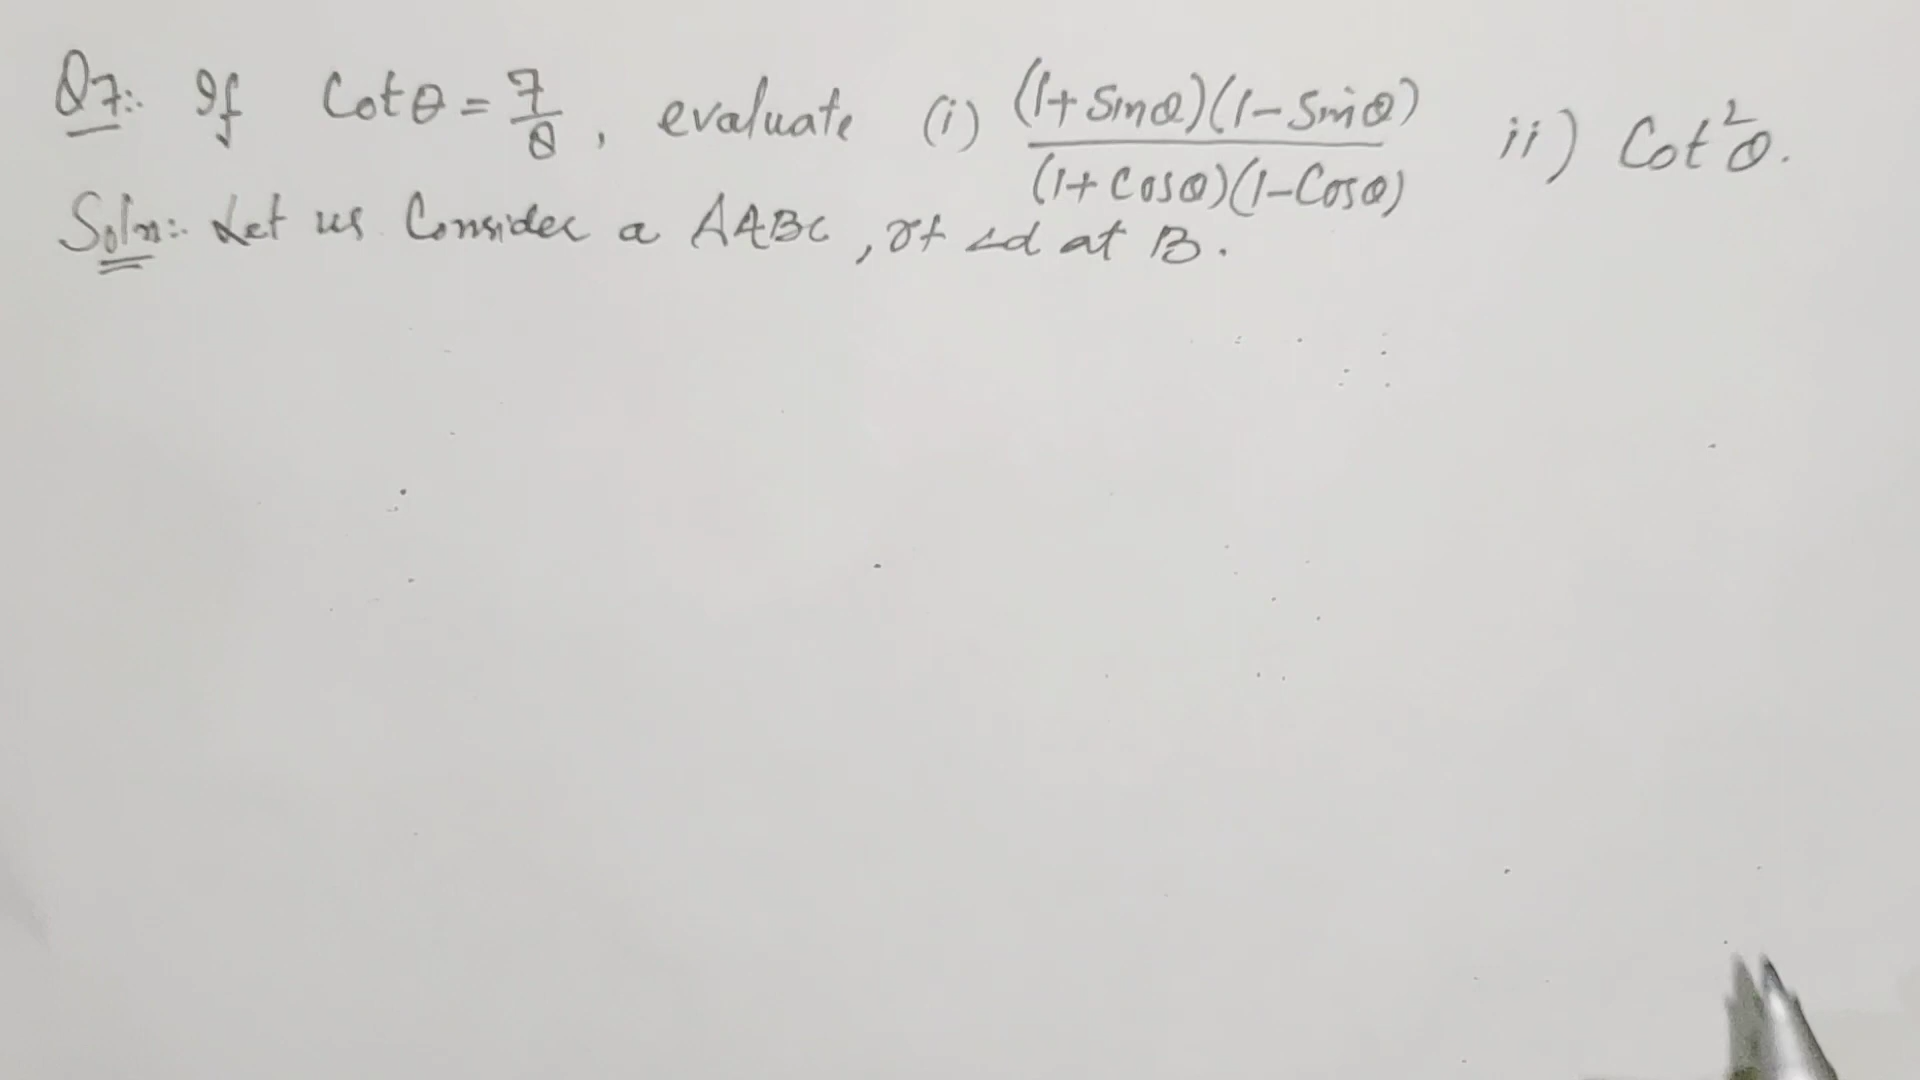 Q7:. If Cotθ = 7/8, evaluate (i) (1+Sinθ)(1-Sinθ)/(1+Cosθ)(1-Cosθ) ii) Cot²θ.
Soln:. Let us Consider a ΔABC, rt ∠d at B.